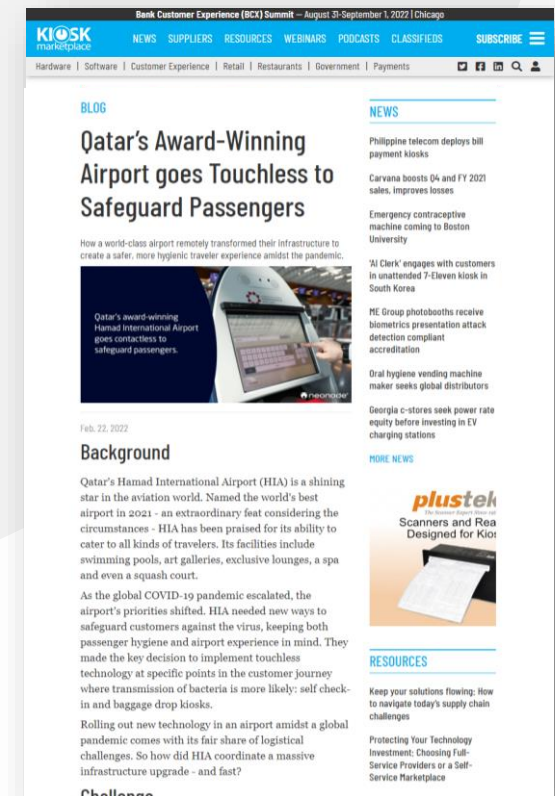 Bank Customer Experience (BCX) Summit — August 31-September 1, 2022 | Chicago
KIOSK
marketplace
NEWS SUPPLIERS RESOURCES WEBINARS PODCASTS CLASSIFIEDS SUBSCRIBE
Hardware | Software | Customer Experience | Retail | Restaurants | Government | Payments
BLOG
Qatar's Award-Winning
Airport goes Touchless to
Safeguard Passengers
How a world-class airport remotely transformed their infrastructure to
create a safer, more hygienic traveler experience amidst the pandemic.
Qatar's award-winning
Hamad International Airport
goes contactless to
safeguard passengers.
neonode
Feb. 22, 2022
Background
Qatar's Hamad International Airport (HIA) is a shining
star in the aviation world. Named the world's best
airport in 2021 - an extraordinary feat considering the
circumstances - HIA has been praised for its ability to
cater to all kinds of travelers. Its facilities include
swimming pools, art galleries, exclusive lounges, a spa
and even a squash court.
As the global COVID-19 pandemic escalated, the
airport's priorities shifted. HIA needed new ways to
safeguard customers against the virus, keeping both
passenger hygiene and airport experience in mind. They
made the key decision to implement touchless
technology at specific points in the customer journey
where transmission of bacteria is more likely: self check-
in and baggage drop kiosks.
Rolling out new technology in an airport amidst a global
pandemic comes with its fair share of logistical
challenges. So how did HIA coordinate a massive
infrastructure upgrade - and fast?
Challenge
NEWS
Philippine telecom deploys bill
payment kiosks
Carvana boosts Q4 and FY 2021
sales, improves losses
Emergency contraceptive
machine coming to Boston
University
'AI Clerk' engages with customers
in unattended 7-Eleven kiosk in
South Korea
ME Group photobooths receive
biometrics presentation attack
detection compliant
accreditation
Oral hygiene vending machine
maker seeks global distributors
Georgia c-stores seek power rate
equity before investing in EV
charging stations
MORE NEWS
plustek
Scanners and Rea
Designed for Kio
RESOURCES
Keep your solutions flowing: How
to navigate today's supply chain
challenges
Protecting Your Technology
Investment: Choosing Full-
Service Providers or a Self-
Service Marketplace